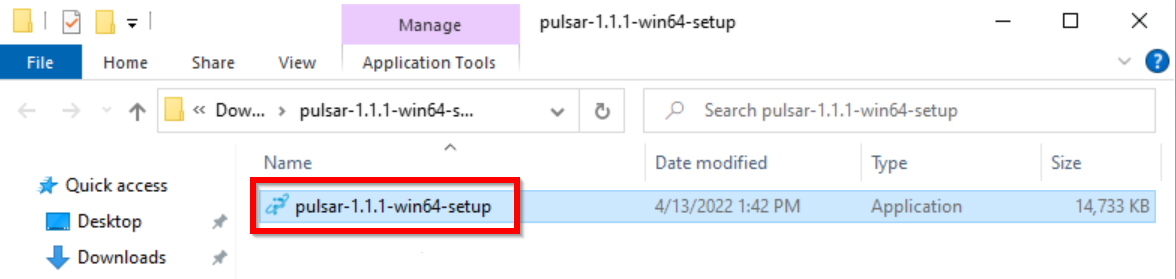 Manage
pulsar-1.1.1-win64-setup
File Home Share View Application Tools
?
« Dow... > pulsar-1.1.1-win64-s...
Search pulsar-1.1.1-win64-setup
Name Date modified Type Size
Quick access
pulsar-1.1.1-win64-setup 4/13/2022 1:42 PM Application 14,733 KB
Desktop
Downloads